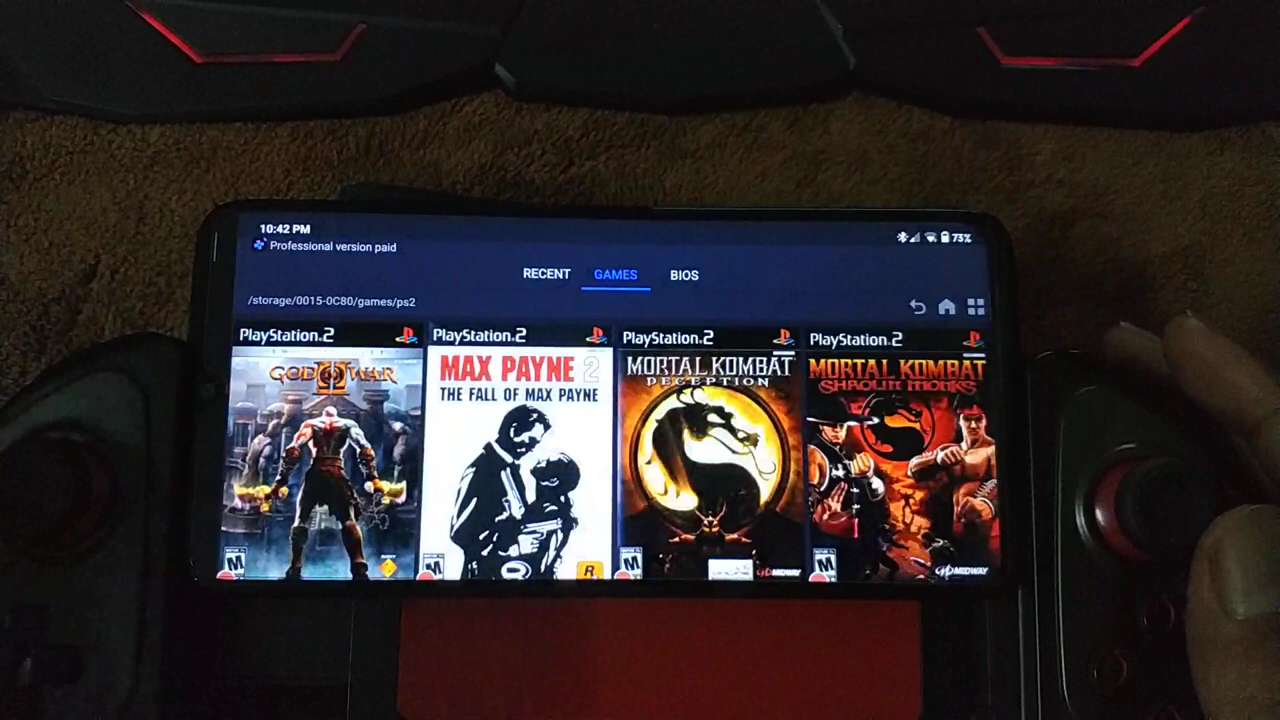 10:42 PM
73%
Professional version paid
RECENT GAMES BIOS
/storage/0015-0C80/games/ps2
PlayStation.2
GOD OF WAR
II
SONY
M
PlayStation.2
MAX PAYNE 2
THE FALL OF MAX PAYNE
M
R
PlayStation.2
MORTAL KOMBAT
DECEPTION
M
MIDWAY
PlayStation.2
MORTAL KOMBAT
SHAOLIN MONKS
M
MIDWAY